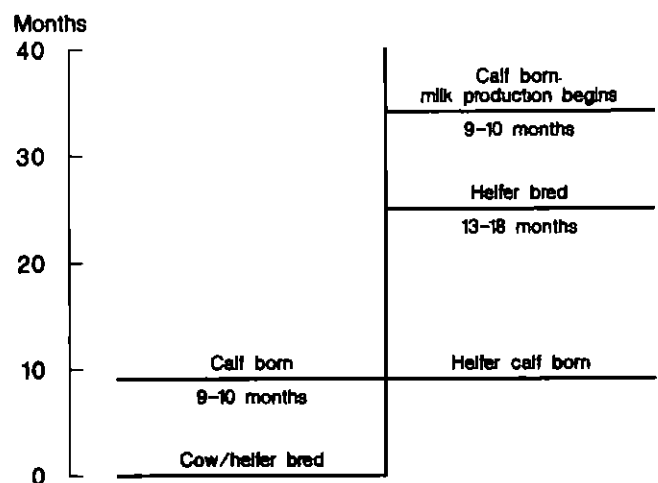 Months
40
Calf born-
milk production begins
9-10 months
30
Heifer bred
13-18 months
20
10
Calf born
Heifer calf born
9-10 months
Cow/heifer bred
0